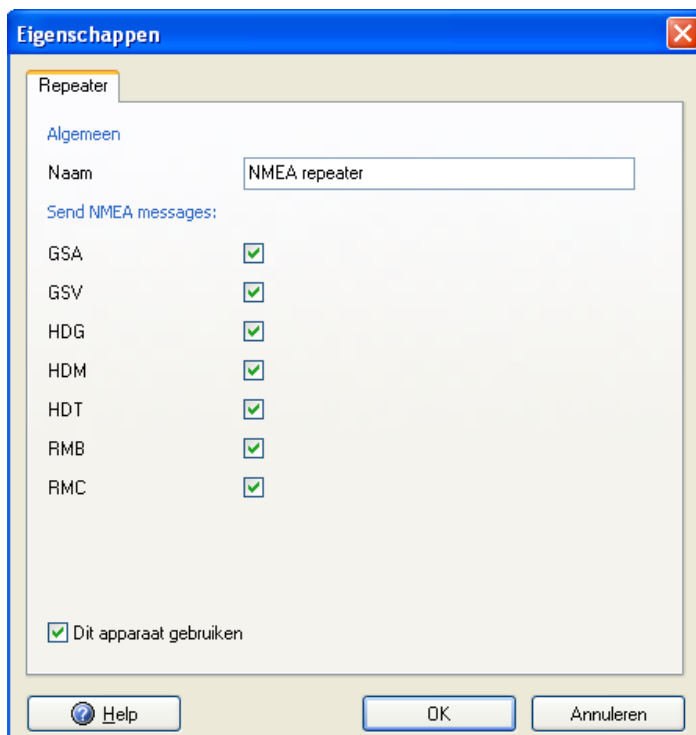 Eigenschappen
Repeater
Algemeen
Naam NMEA repeater
Send NMEA messages:
GSA
GSV
HDG
HDM
HDT
RMB
RMC
Dit apparaat gebruiken
Help OK Annuleren